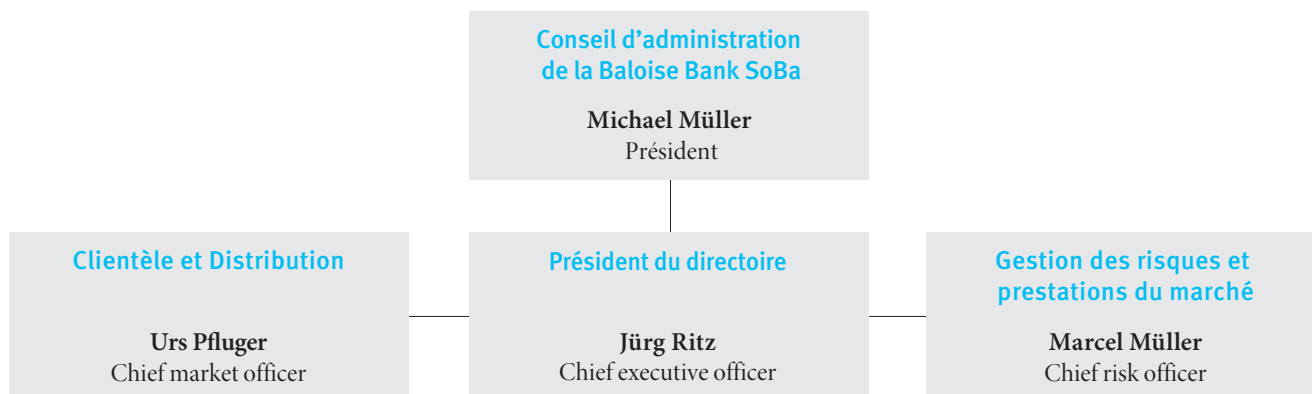 Conseil d’administration
de la Baloise Bank SoBa
Michael Müller
Président
Clientèle et Distribution
Urs Pfluger
Chief market officer
Président du directoire
Jürg Ritz
Chief executive officer
Gestion des risques et
prestations du marché
Marcel Müller
Chief risk officer